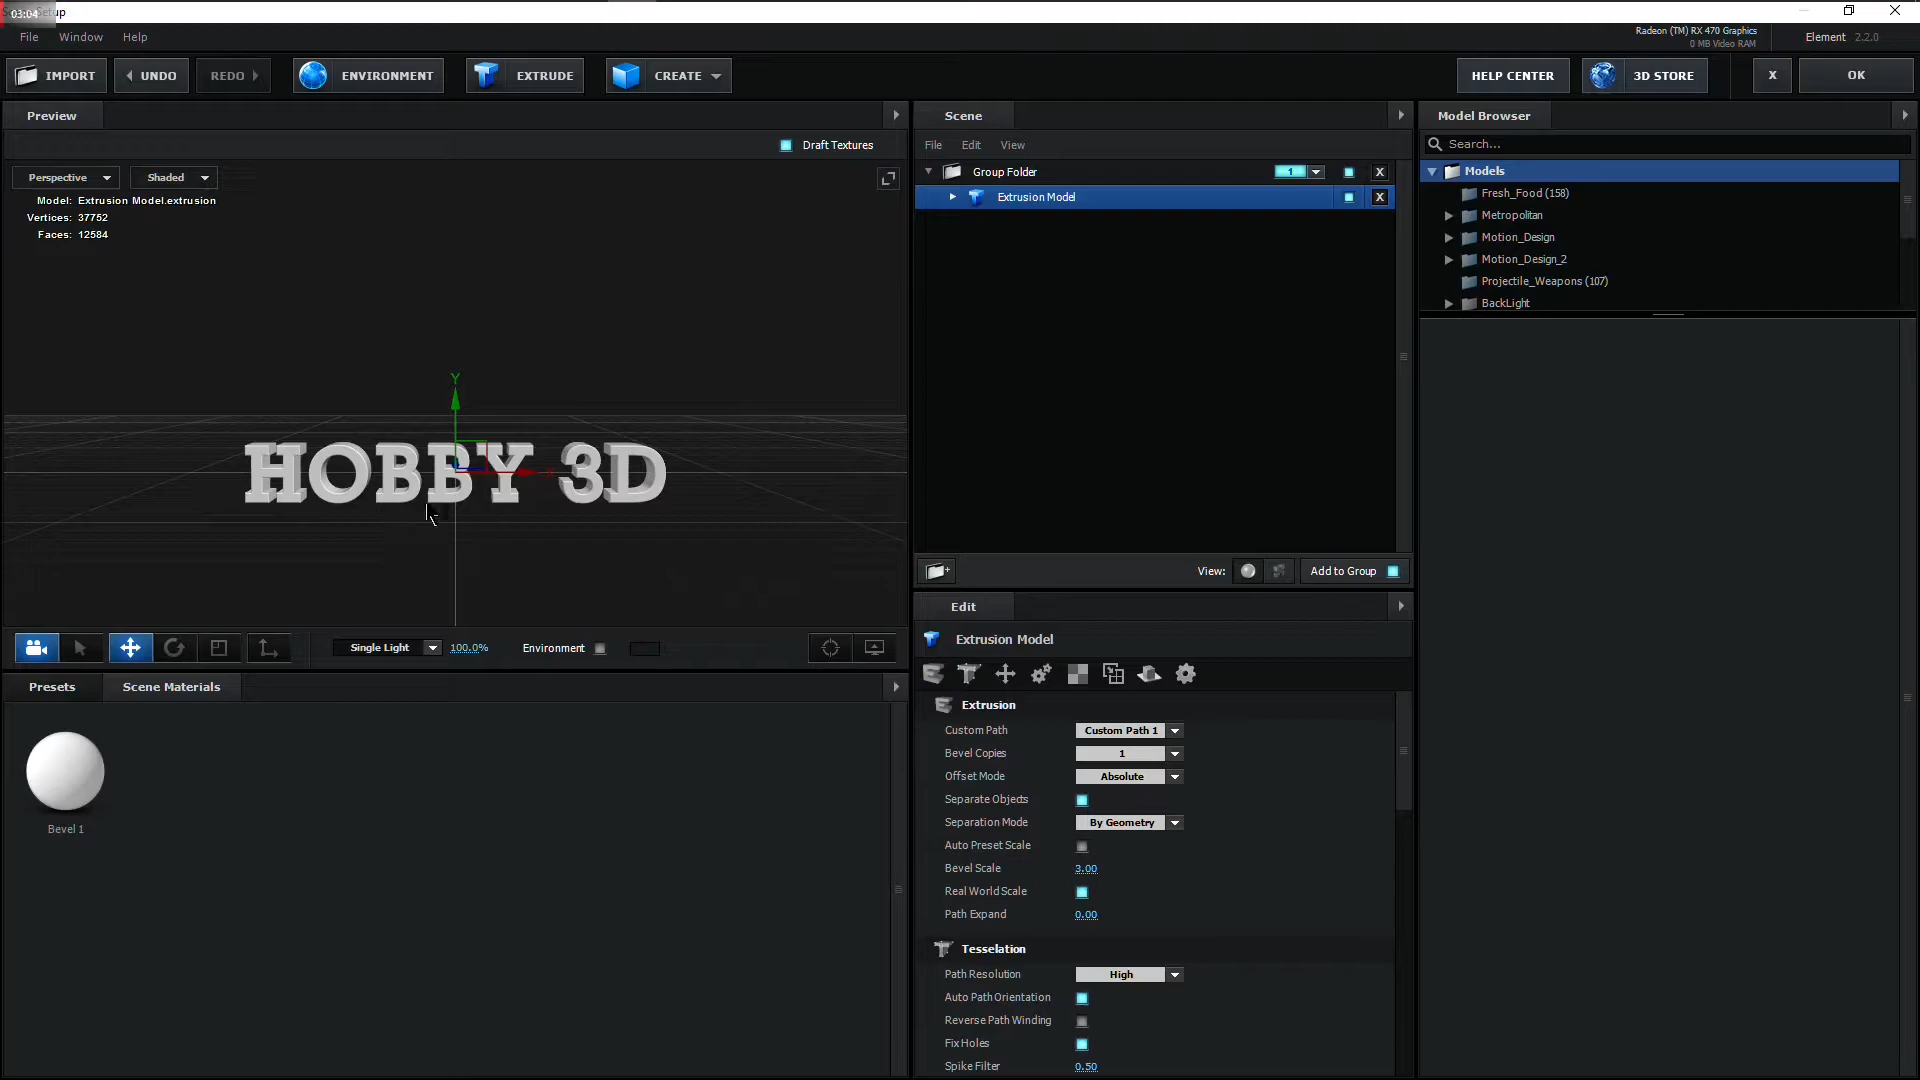 03:04 Setup
File Window Help
Radeon (TM) RX 470 Graphics
0 MB Video RAM
Element 2.2.0
IMPORT UNDO REDO ENVIRONMENT EXTRUDE CREATE HELP CENTER 3D STORE X OK
Preview
Draft Textures
Perspective Shaded
Model: Extrusion Model.extrusion
Vertices: 37752
Faces: 12584
Y
HOBBY 3D
X
Single Light 100.0% Environment
Presets Scene Materials
Bevel 1
Scene
File Edit View
Group Folder 1 X
Extrusion Model X
View: Add to Group
Edit
Extrusion Model
Extrusion
Custom Path Custom Path 1
Bevel Copies 1
Offset Mode Absolute
Separate Objects
Separation Mode By Geometry
Auto Preset Scale
Bevel Scale 3.00
Real World Scale
Path Expand 0.00
Tesselation
Path Resolution High
Auto Path Orientation
Reverse Path Winding
Fix Holes
Spike Filter 0.50
Model Browser
Search...
Models
Fresh_Food (158)
Metropolitan
Motion_Design
Motion_Design_2
Projectile_Weapons (107)
BackLight